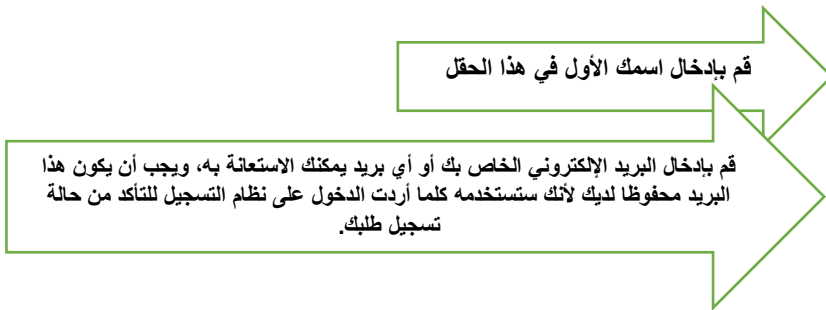 قم بإدخال اسمك الأول في هذا الحقل
قم بإدخال البريد الإلكتروني الخاص بك أو أي بريد يمكنك الاستعانة به، ويجب أن يكون هذا
البريد محفوظا لديك لأنك ستستخدمه كلما أردت الدخول على نظام التسجيل للتأكد من حالة
تسجيل طلبك.